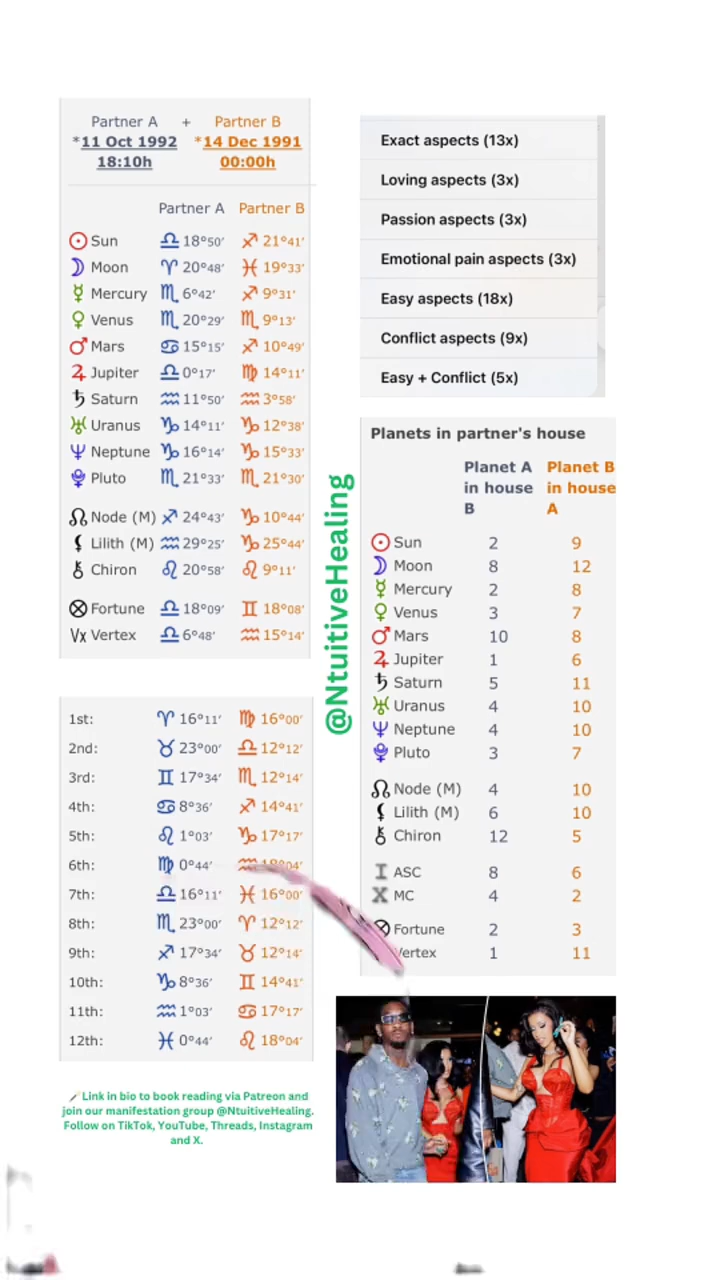 Partner A + Partner B
*11 Oct 1992 *14 Dec 1991
18:10h 00:00h
Partner A Partner B
☉ Sun ♎ 18°50' ♐ 21°41'
☽ Moon ♈ 20°48' ♓ 19°33'
☿ Mercury ♏ 6°42' ♐ 9°31'
♀ Venus ♏ 20°29' ♏ 9°13'
♂ Mars ♋ 15°15' ♐ 10°49'
♃ Jupiter ♎ 0°17' ♍ 14°11'
♄ Saturn ♒ 11°50' ♒ 3°58'
♅ Uranus ♑ 14°11' ♑ 12°38'
♆ Neptune ♑ 16°14' ♑ 15°33'
♇ Pluto ♏ 21°33' ♏ 21°30'
☊ Node (M) ♐ 24°43' ♑ 10°44'
⚸ Lilith (M) ♒ 29°25' ♑ 25°44'
⚷ Chiron ♌ 20°58' ♌ 9°11'
⊗ Fortune ♎ 18°09' ♊ 18°08'
Vx Vertex ♎ 6°48' ♒ 15°14'
1st: ♈ 16°11' ♍ 16°00'
2nd: ♉ 23°00' ♎ 12°12'
3rd: ♊ 17°34' ♏ 12°14'
4th: ♋ 8°36' ♐ 14°41'
5th: ♌ 1°03' ♑ 17°17'
6th: ♍ 0°44' ♒ 18°04'
7th: ♎ 16°11' ♓ 16°00'
8th: ♏ 23°00' ♈ 12°12'
9th: ♐ 17°34' ♉ 12°14'
10th: ♑ 8°36' ♊ 14°41'
11th: ♒ 1°03' ♋ 17°17'
12th: ♓ 0°44' ♌ 18°04'
Link in bio to book reading via Patreon and
join our manifestation group @NtuitiveHealing.
Follow on TikTok, YouTube, Threads, Instagram
and X.
@NtuitiveHealing
Exact aspects (13x)
Loving aspects (3x)
Passion aspects (3x)
Emotional pain aspects (3x)
Easy aspects (18x)
Conflict aspects (9x)
Easy + Conflict (5x)
Planets in partner's house
Planet A Planet B
in house in house
B A
☉ Sun 2 9
☽ Moon 8 12
☿ Mercury 2 8
♀ Venus 3 7
♂ Mars 10 8
♃ Jupiter 1 6
♄ Saturn 5 11
♅ Uranus 4 10
♆ Neptune 4 10
♇ Pluto 3 7
☊ Node (M) 4 10
⚸ Lilith (M) 6 10
⚷ Chiron 12 5
I ASC 8 6
X MC 4 2
⊗ Fortune 2 3
Vertex 1 11